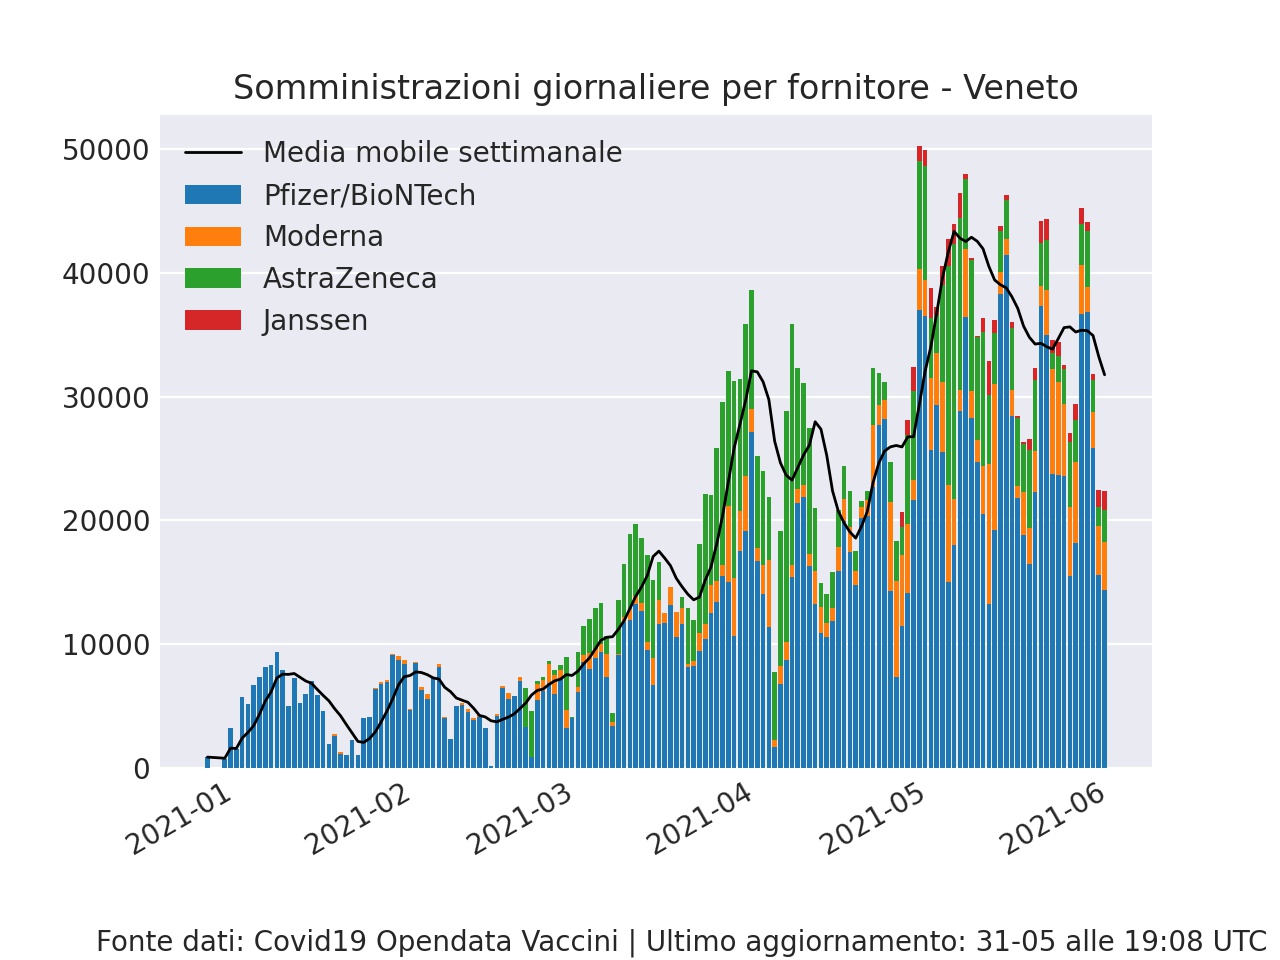 Somministrazioni giornaliere per fornitore - Veneto
Media mobile settimanale
Pfizer/BioNTech
Moderna
AstraZeneca
Janssen
50000
40000
30000
20000
10000
0
2021-01
2021-02
2021-03
2021-04
2021-05
2021-06
Fonte dati: Covid19 Opendata Vaccini | Ultimo aggiornamento: 31-05 alle 19:08 UTC